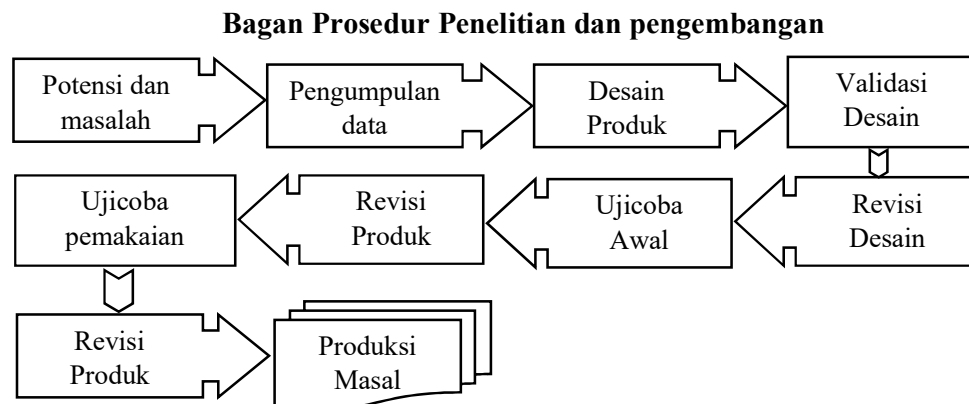 Bagan Prosedur Penelitian dan pengembangan
Potensi dan
masalah
Pengumpulan
data
Desain
Produk
Validasi
Desain
Revisi
Desain
Ujicoba
Awal
Revisi
Produk
Ujicoba
pemakaian
Revisi
Produk
Produksi
Masal